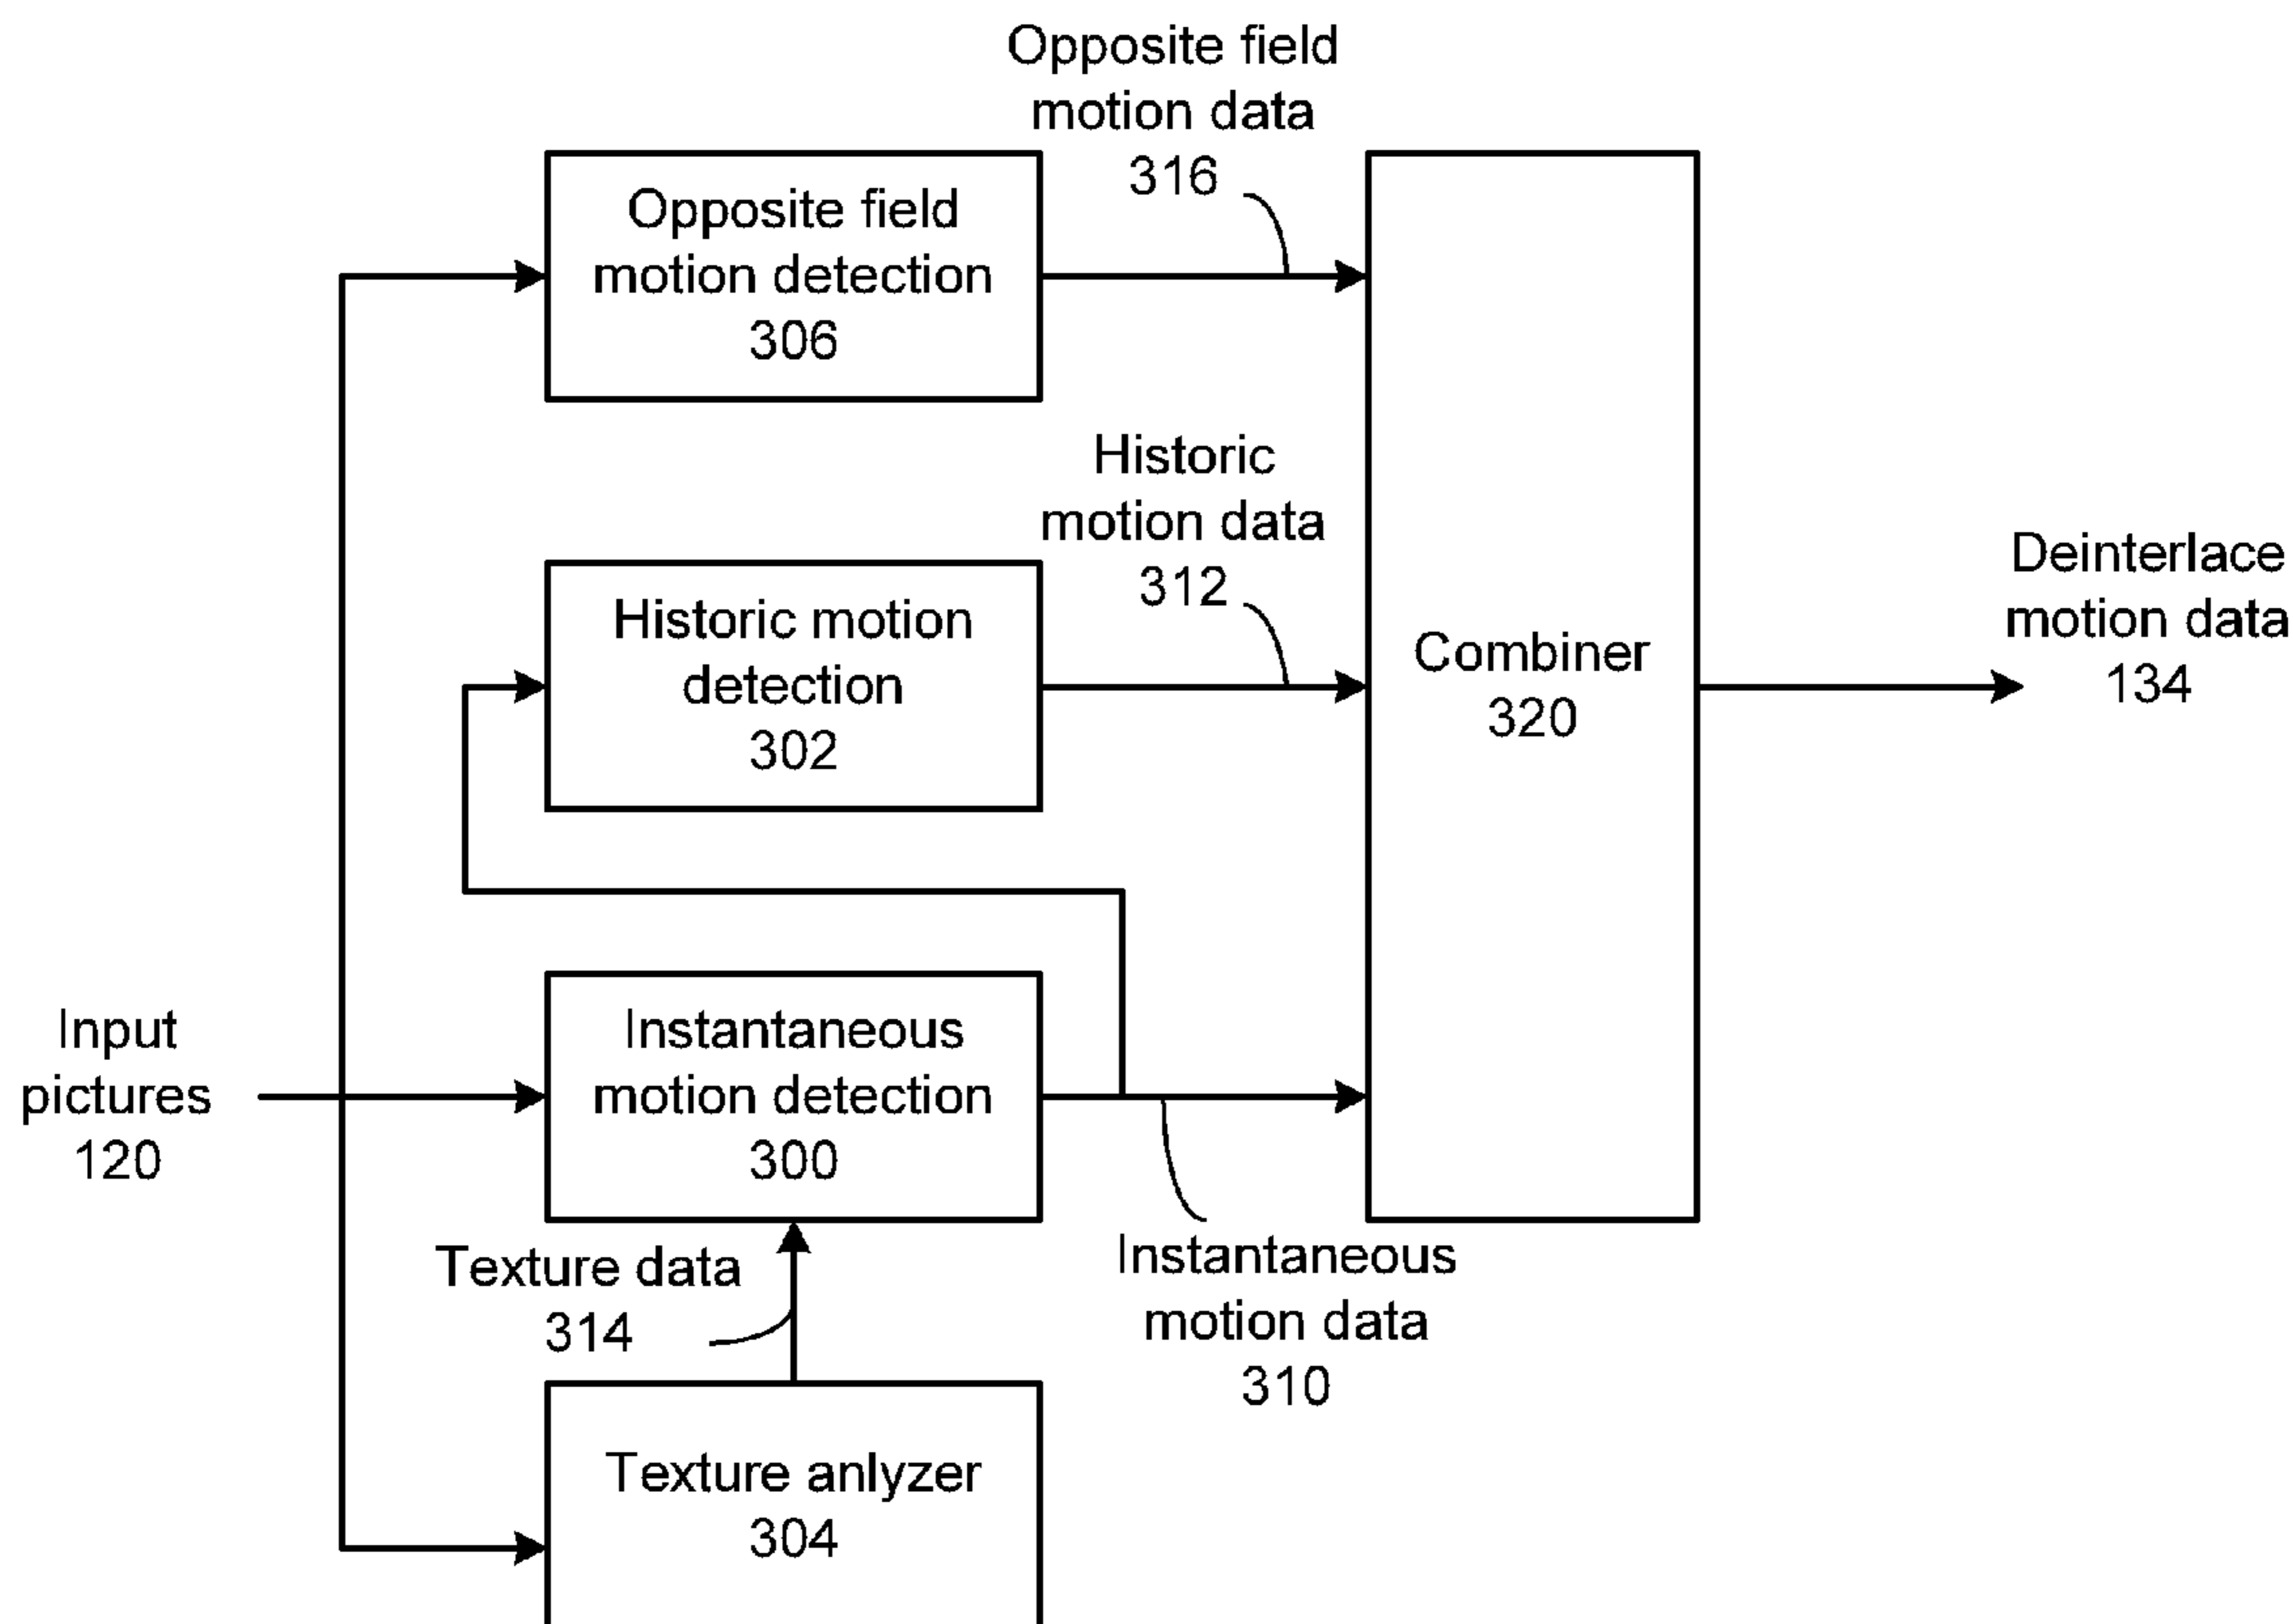 Opposite field
motion data
316
Opposite field
motion detection
306
Historic
motion data
312
Historic motion
detection
302
Combiner
320
Deinterlace
motion data
134
Input
pictures
120
Instantaneous
motion detection
300
Texture data
314
Instantaneous
motion data
310
Texture anlyzer
304